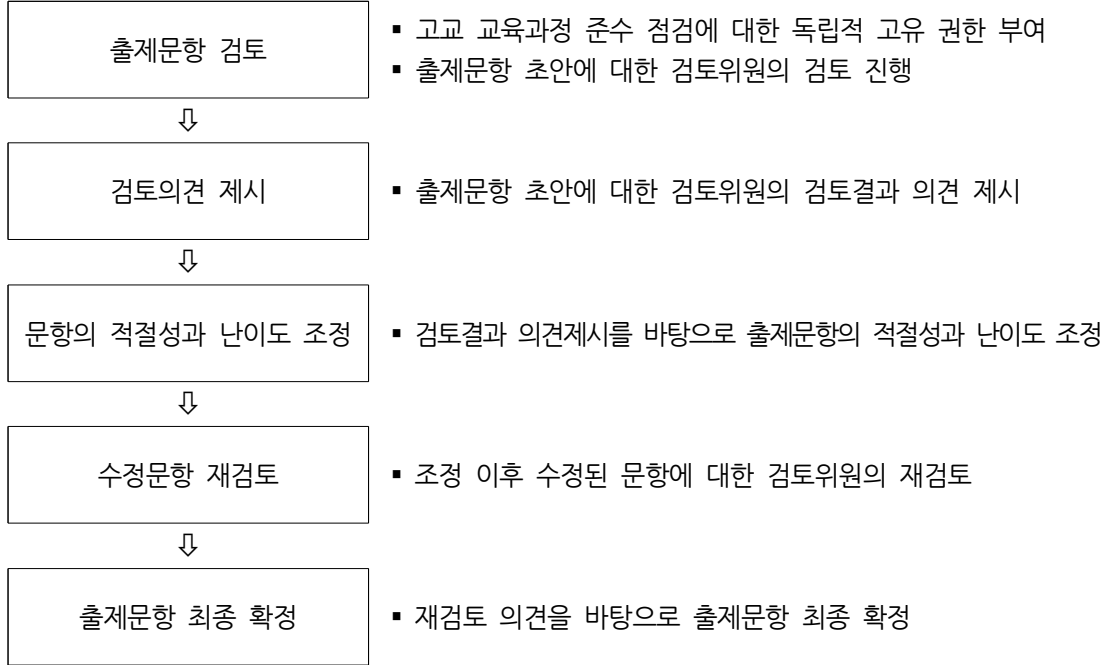 출제문항 검토
▪ 고교 교육과정 준수 점검에 대한 독립적 고유 권한 부여
▪ 출제문항 초안에 대한 검토위원의 검토 진행
⇩
검토의견 제시
▪ 출제문항 초안에 대한 검토위원의 검토결과 의견 제시
⇩
문항의 적절성과 난이도 조정
▪ 검토결과 의견제시를 바탕으로 출제문항의 적절성과 난이도 조정
⇩
수정문항 재검토
▪ 조정 이후 수정된 문항에 대한 검토위원의 재검토
⇩
출제문항 최종 확정
▪ 재검토 의견을 바탕으로 출제문항 최종 확정